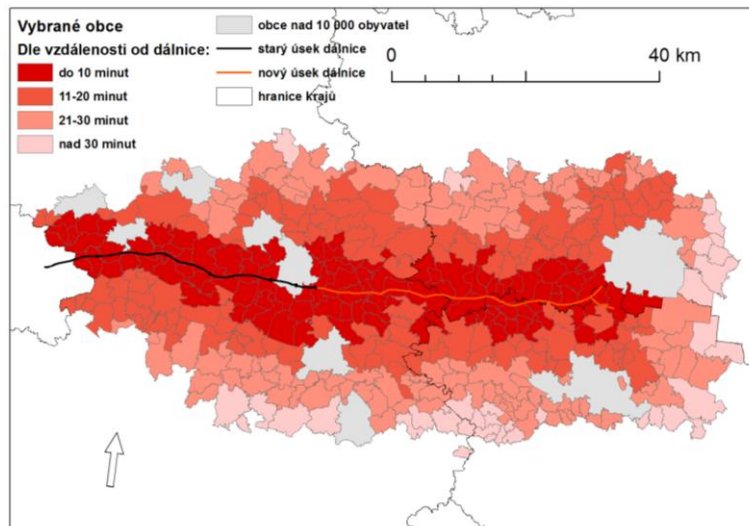 Vybrané obce
Dle vzdálenosti od dálnice:
do 10 minut
11-20 minut
21-30 minut
nad 30 minut
obce nad 10 000 obyvatel
starý úsek dálnice
nový úsek dálnice
hranice krajů
0
40 km